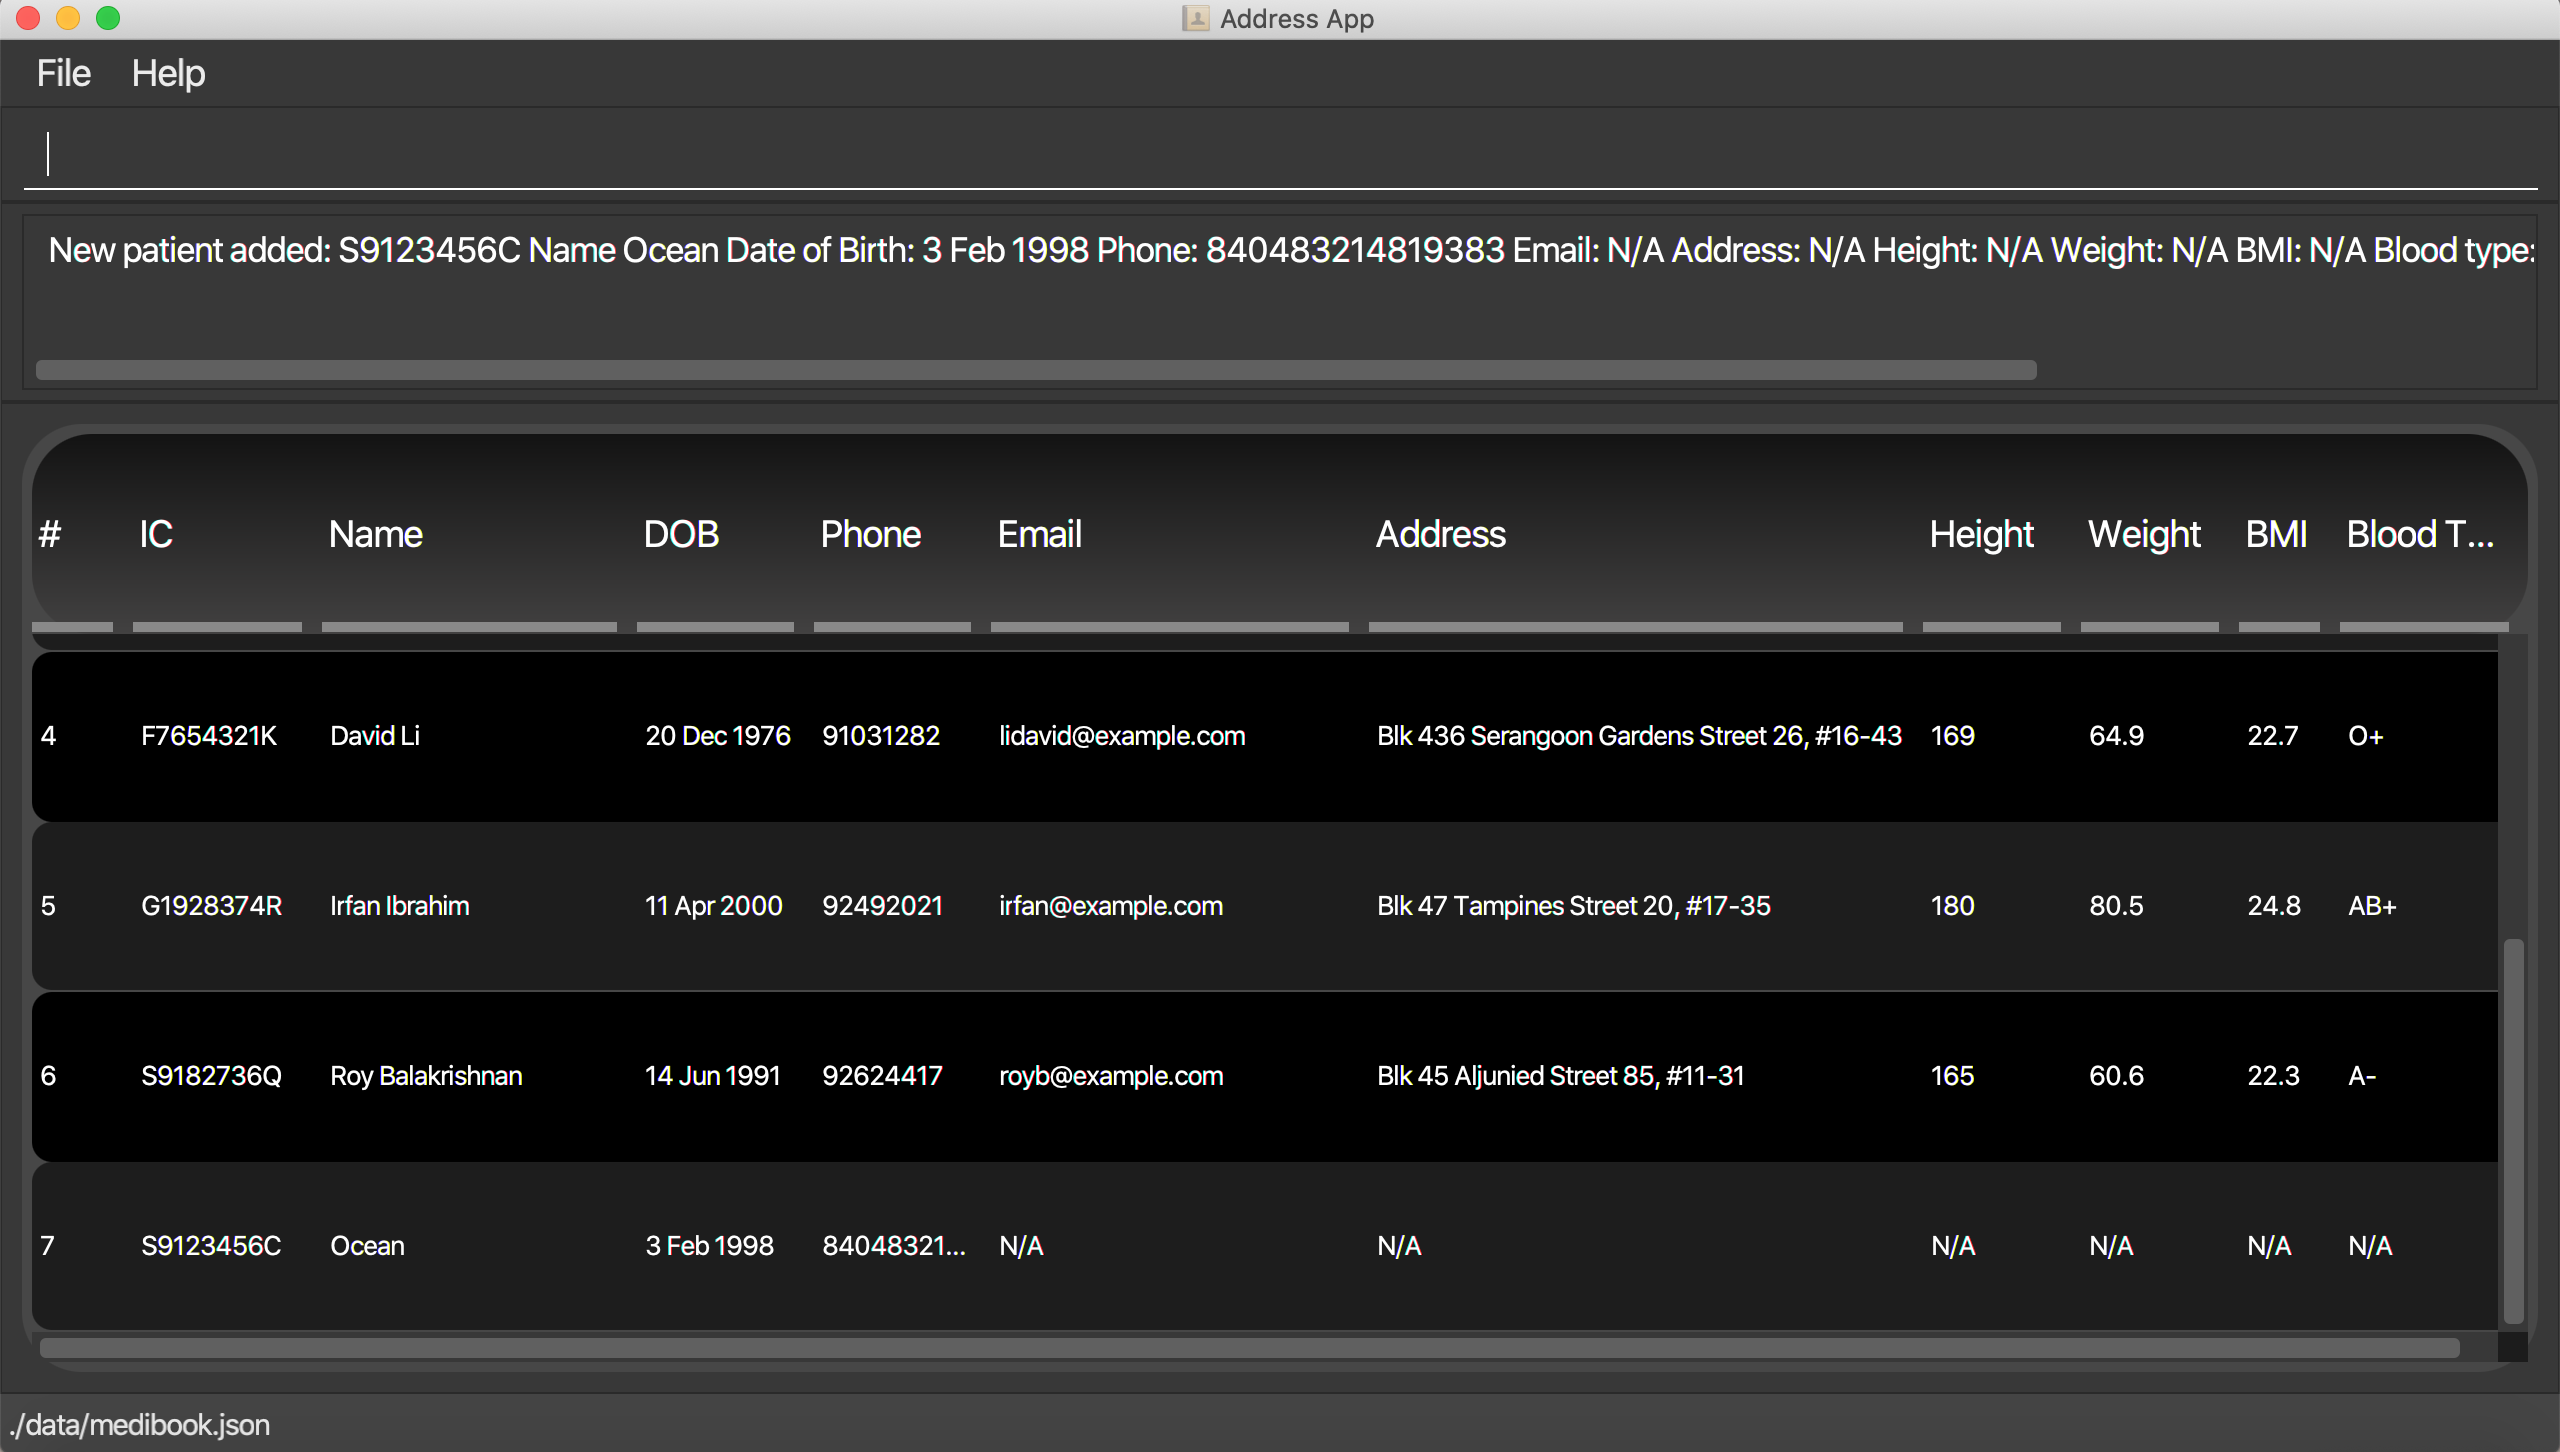 Address App
File Help
New patient added: S9123456C Name Ocean Date of Birth: 3 Feb 1998 Phone: 840483214819383 Email: N/A Address: N/A Height: N/A Weight: N/A BMI: N/A Blood type:
# IC Name DOB Phone Email Address Height Weight BMI Blood T...
4 F7654321K David Li 20 Dec 1976 91031282 lidavid@example.com Blk 436 Serangoon Gardens Street 26, #16-43 169 64.9 22.7 O+
5 G1928374R Irfan Ibrahim 11 Apr 2000 92492021 irfan@example.com Blk 47 Tampines Street 20, #17-35 180 80.5 24.8 AB+
6 S9182736Q Roy Balakrishnan 14 Jun 1991 92624417 royb@example.com Blk 45 Aljunied Street 85, #11-31 165 60.6 22.3 A-
7 S9123456C Ocean 3 Feb 1998 84048321... N/A N/A N/A N/A N/A N/A
./data/medibook.json